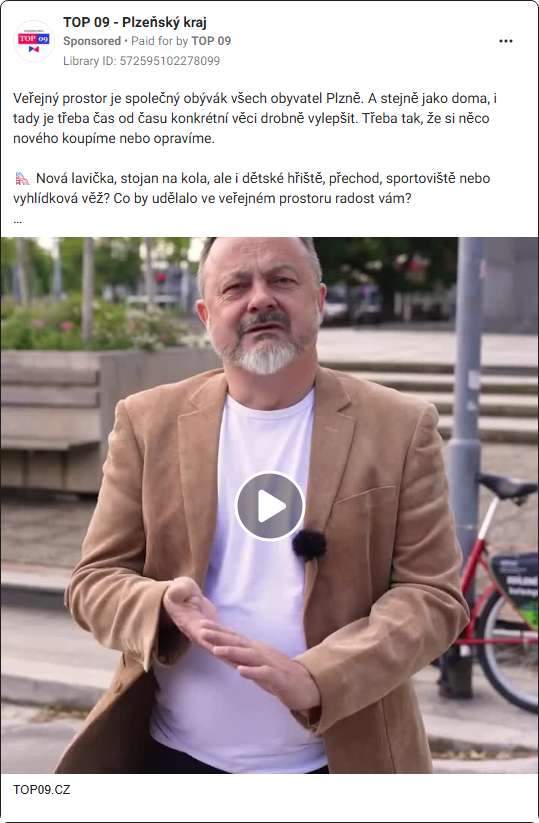 TOP 09 - Plzeňský kraj
Sponsored • Paid for by TOP 09
Library ID: 572595102278099
TOP 09
Veřejný prostor je společný obývák všech obyvatel Plzně. A stejně jako doma, i
tady je třeba čas od času konkrétní věci drobně vylepšit. Třeba tak, že si něco
nového koupíme nebo opravíme.
Nová lavička, stojan na kola, ale i dětské hřiště, přechod, sportoviště nebo
vyhlídková věž? Co by udělalo ve veřejném prostoru radost vám?
...
TOP09.CZ